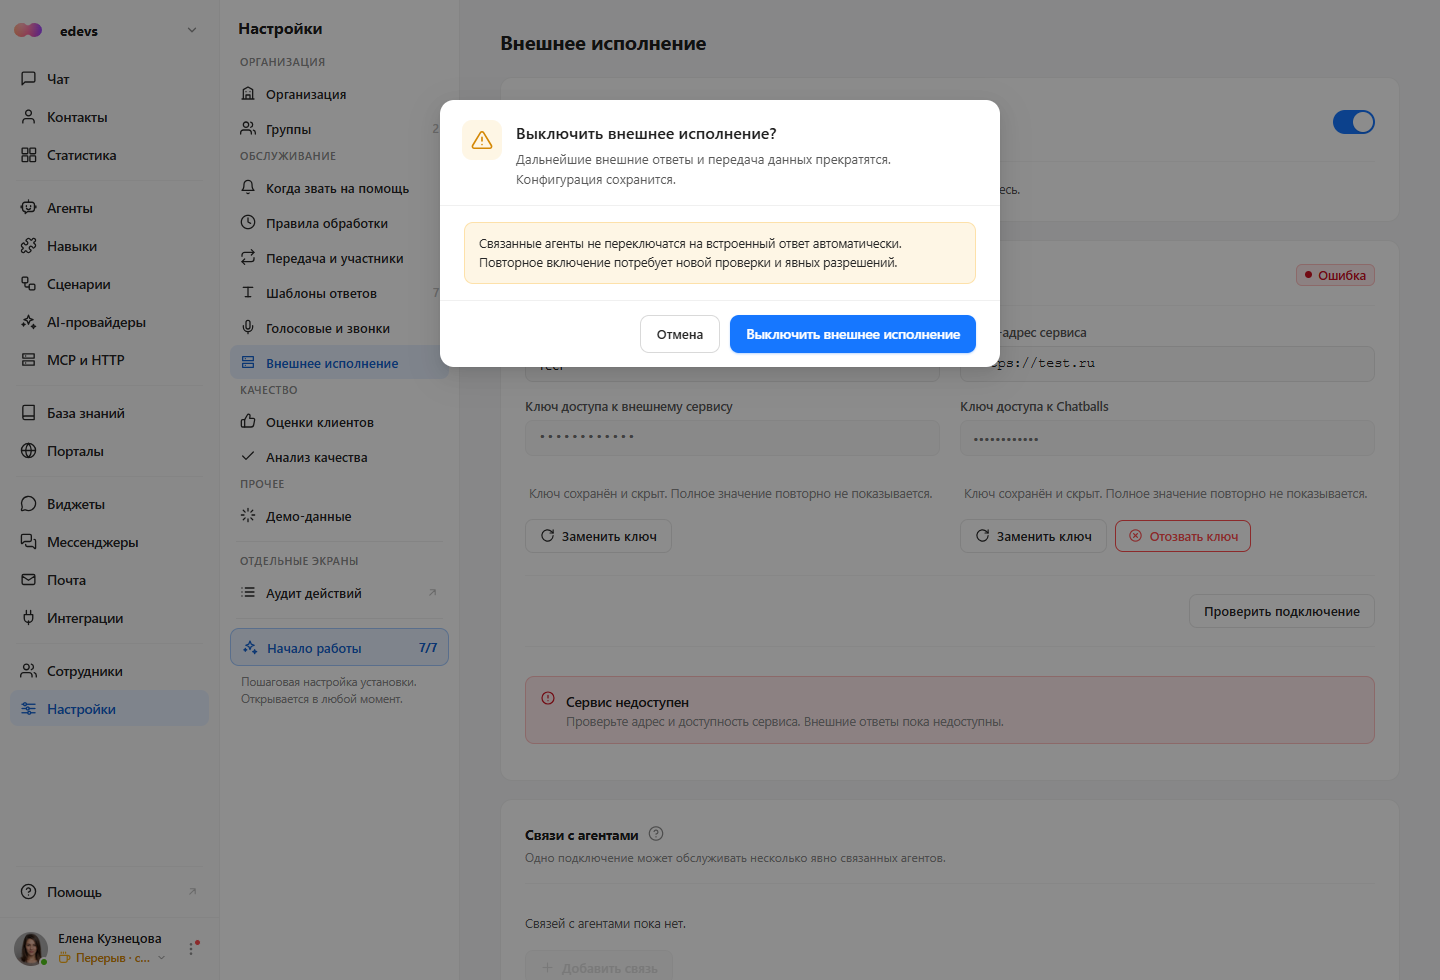 edevs
Чат
Контакты
Статистика
Агенты
Навыки
Сценарии
AI-провайдеры
MCP и HTTP
База знаний
Порталы
Виджеты
Мессенджеры
Почта
Интеграции
Сотрудники
Настройки
Помощь
Елена Кузнецова
Перерыв · с...
Настройки
ОРГАНИЗАЦИЯ
Организация
Группы 2
ОБСЛУЖИВАНИЕ
Когда звать на помощь
Правила обработки
Передача и участники
Шаблоны ответов 7
Голосовые и звонки
Внешнее исполнение
КАЧЕСТВО
Оценки клиентов
Анализ качества
ПРОЧЕЕ
Демо-данные
ОТДЕЛЬНЫЕ ЭКРАНЫ
Аудит действий
Начало работы 7/7
Пошаговая настройка установки.
Открывается в любой момент.
Внешнее исполнение
Выключить внешнее исполнение?
Дальнейшие внешние ответы и передача данных прекратятся.
Конфигурация сохранится.
Связанные агенты не переключатся на встроенный ответ автоматически.
Повторное включение потребует новой проверки и явных разрешений.
Отмена
Выключить внешнее исполнение
есь.
Ошибка
-адрес сервиса
ps://test.ru
Ключ доступа к внешнему сервису
Ключ доступа к Chatballs
••••••••••••
••••••••••••
Ключ сохранён и скрыт. Полное значение повторно не показывается.
Ключ сохранён и скрыт. Полное значение повторно не показывается.
Заменить ключ
Заменить ключ
Отозвать ключ
Проверить подключение
Сервис недоступен
Проверьте адрес и доступность сервиса. Внешние ответы пока недоступны.
Связи с агентами
Одно подключение может обслуживать несколько явно связанных агентов.
Связей с агентами пока нет.
+ Добавить связь